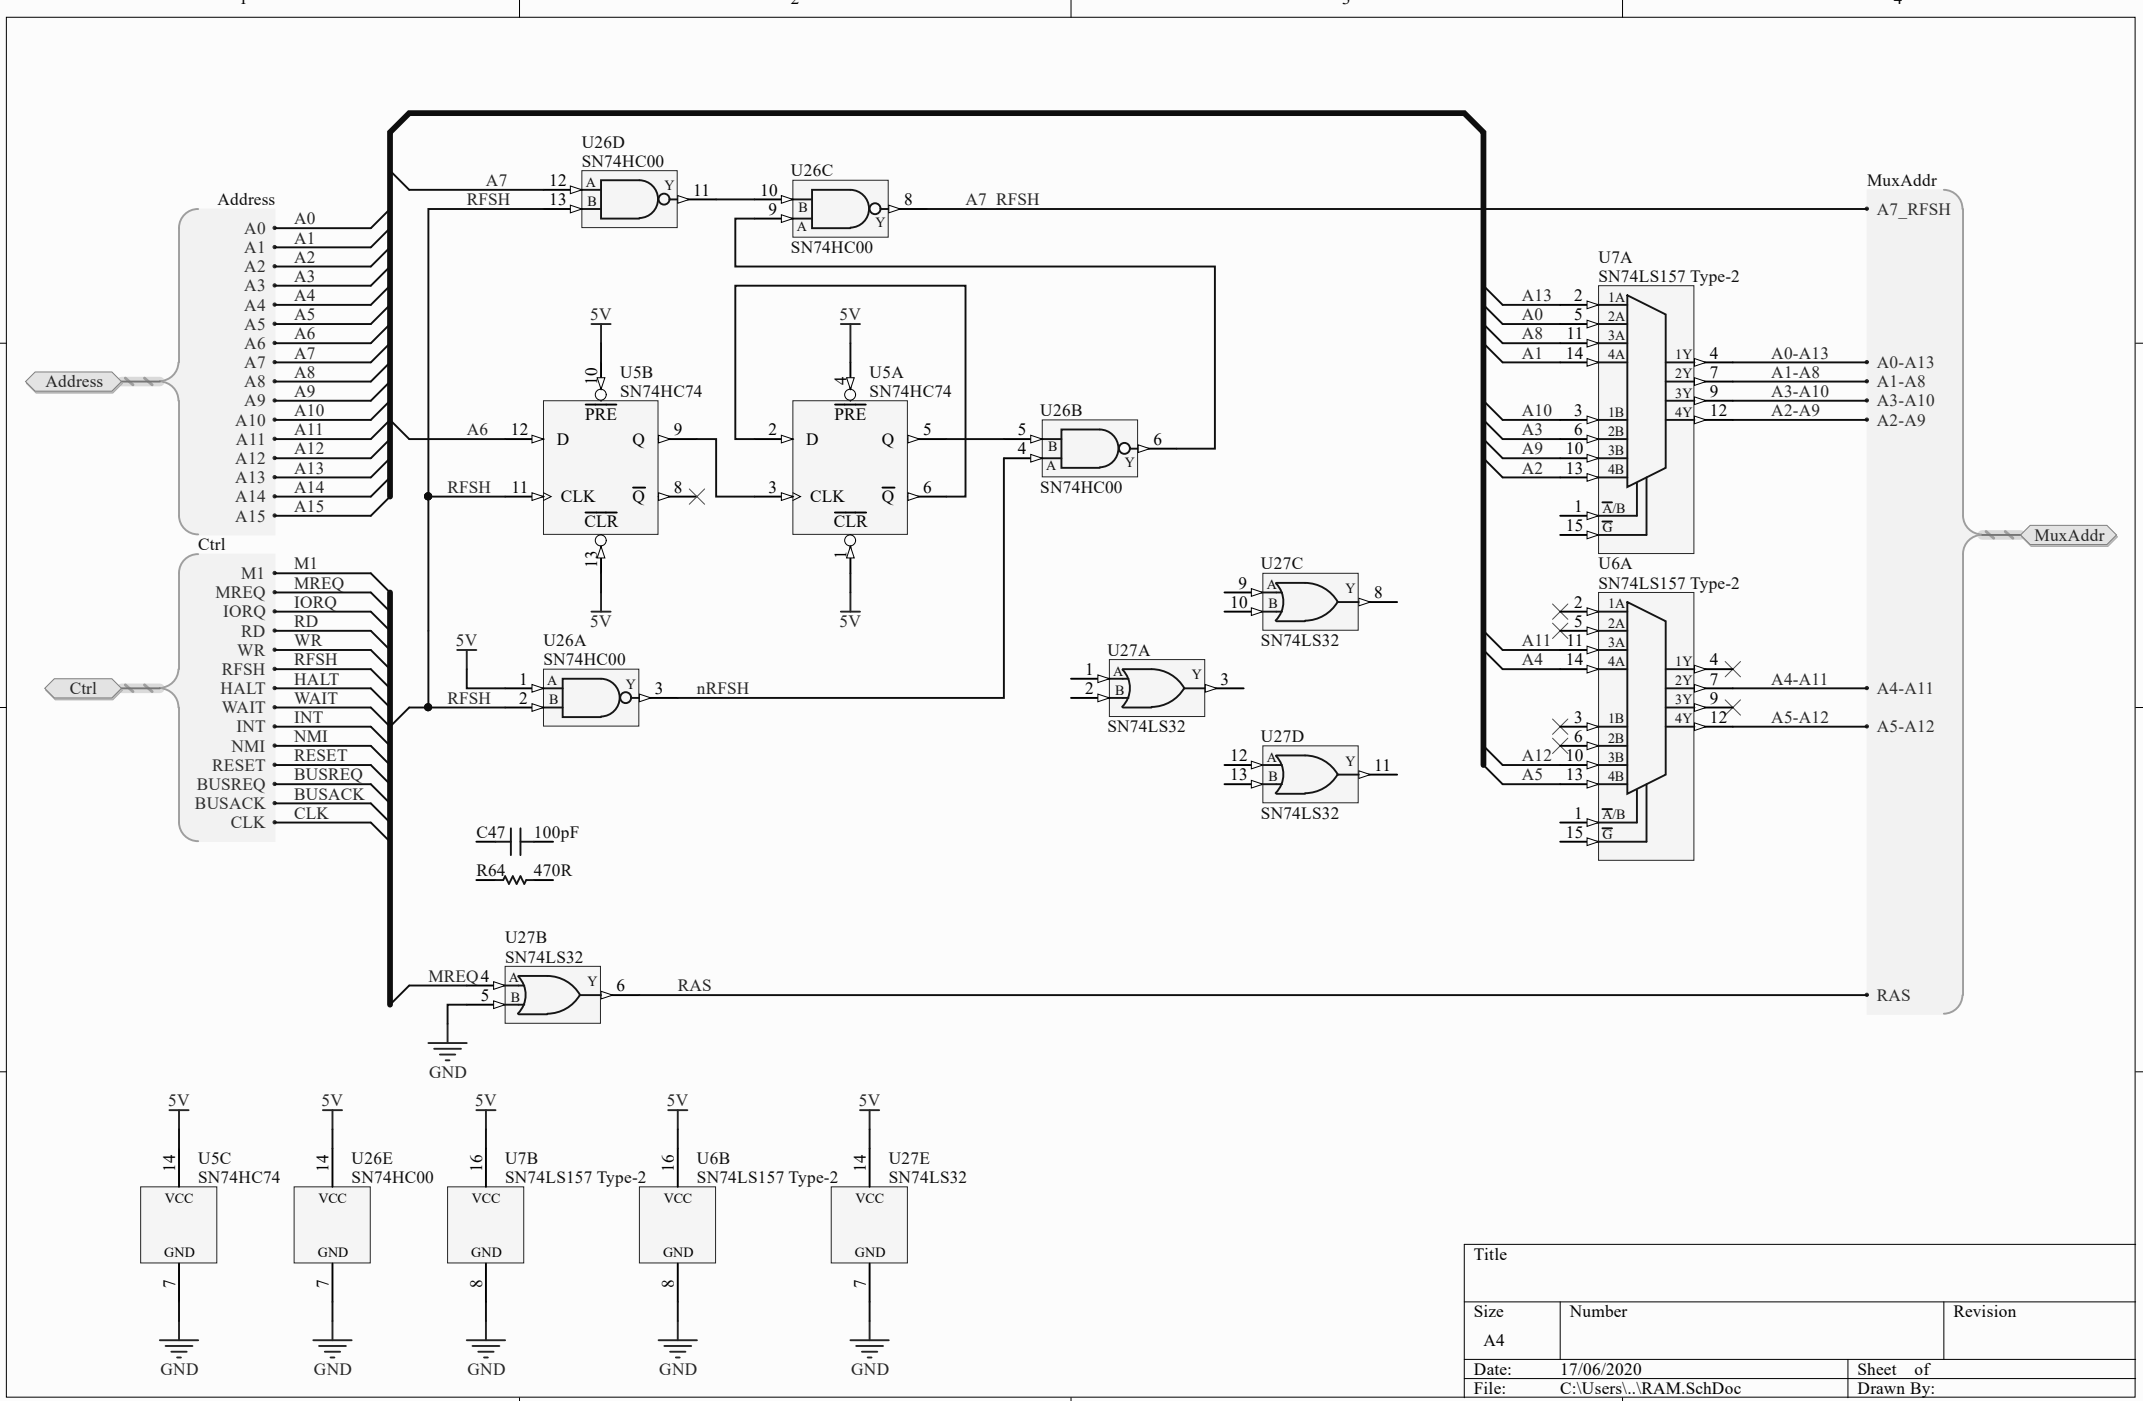 1 2 3 4
U26D
SN74HC00
A7 12 A Y 11
RFSH 13 B
U26C
10 B 8 A7_RFSH
9 A Y
SN74HC00
MuxAddr
A7_RFSH
Address
A0 A0
A1 A1
A2 A2
A3 A3
A4 A4
A5 A5
A6 A6
A7 A7
A8 A8
A9 A9
A10 A10
A11 A11
A12 A12
A13 A13
A14 A14
A15 A15
Address
5V
10
U5B
SN74HC74
PRE
A6 12 D Q 9
RFSH 11 CLK Q 8
CLR
13
5V
5V
4
U5A
SN74HC74
PRE
2 D Q 5
3 CLK Q 6
CLR
1
5V
U26B
5 B 6
4 A Y
SN74HC00
U7A
SN74LS157 Type-2
A13 2 1A
A0 5 2A
A8 11 3A
A1 14 4A
1Y 4 A0-A13 A0-A13
2Y 7 A1-A8 A1-A8
3Y 9 A3-A10 A3-A10
4Y 12 A2-A9 A2-A9
A10 3 1B
A3 6 2B
A9 10 3B
A2 13 4B
1 A/B
15 G
MuxAddr
Ctrl
M1 M1
MREQ MREQ
IORQ IORQ
RD RD
WR WR
RFSH RFSH
HALT HALT
WAIT WAIT
INT INT
NMI NMI
RESET RESET
BUSREQ BUSREQ
BUSACK BUSACK
CLK CLK
Ctrl
5V
U26A
SN74HC00
1 A Y 3 nRFSH
RFSH 2 B
U27C
9 A Y 8
10 B
SN74LS32
U27A
1 A Y 3
2 B
SN74LS32
U27D
12 A Y 11
13 B
SN74LS32
U6A
SN74LS157 Type-2
2 1A
5 2A
A11 11 3A
A4 14 4A
1Y 4
2Y 7 A4-A11 A4-A11
3Y 9
4Y 12 A5-A12 A5-A12
3 1B
6 2B
A12 10 3B
A5 13 4B
1 A/B
15 G
C47 100pF
R64 470R
U27B
SN74LS32
MREQ 4 A Y 6 RAS RAS
5 B
GND
5V 5V 5V 5V 5V
14 U5C
SN74HC74
VCC
GND
7
GND
14 U26E
SN74HC00
VCC
GND
7
GND
16 U7B
SN74LS157 Type-2
VCC
GND
8
GND
16 U6B
SN74LS157 Type-2
VCC
GND
8
GND
14 U27E
SN74LS32
VCC
GND
7
GND
Title
Size Number Revision
A4
Date: 17/06/2020 Sheet of
File: C:\Users\..\RAM.SchDoc Drawn By: